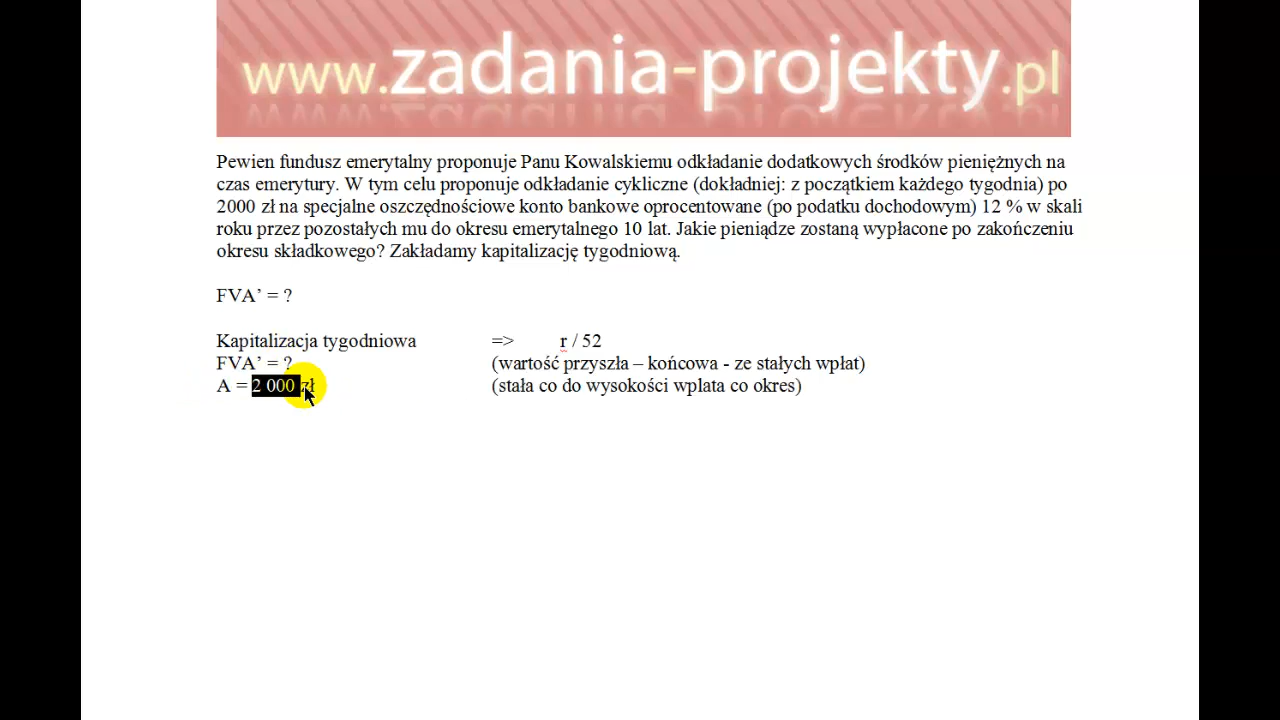 www.zadania-projekty.pl
Pewien fundusz emerytalny proponuje Panu Kowalskiemu odkładanie dodatkowych środków pieniężnych na
czas emerytury. W tym celu proponuje odkładanie cykliczne (dokładniej: z początkiem każdego tygodnia) po
2000 zł na specjalne oszczędnościowe konto bankowe oprocentowane (po podatku dochodowym) 12 % w skali
roku przez pozostałych mu do okresu emerytalnego 10 lat. Jakie pieniądze zostaną wypłacone po zakończeniu
okresu składkowego? Zakładamy kapitalizację tygodniową.
FVA’ = ?
Kapitalizacja tygodniowa => r / 52
FVA’ = ? (wartość przyszła – końcowa - ze stałych wpłat)
A = 2 000 zł (stała co do wysokości wplata co okres)